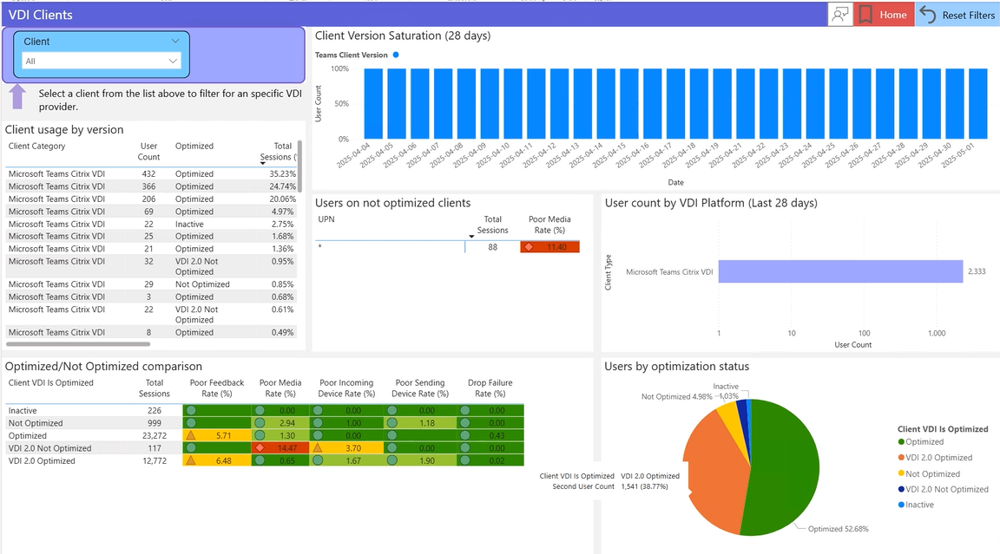 VDI Clients
Home
Reset Filters
Client
All
Select a client from the list above to filter for an specific VDI
provider.
Client usage by version
Client Category User Count Optimized Total Sessions (
Microsoft Teams Citrix VDI 432 Optimized 35.23%
Microsoft Teams Citrix VDI 366 Optimized 24.74%
Microsoft Teams Citrix VDI 206 Optimized 20.06%
Microsoft Teams Citrix VDI 69 Optimized 4.97%
Microsoft Teams Citrix VDI 22 Inactive 2.75%
Microsoft Teams Citrix VDI 25 Optimized 1.68%
Microsoft Teams Citrix VDI 21 Optimized 1.36%
Microsoft Teams Citrix VDI 32 VDI 2.0 Not Optimized 0.95%
Microsoft Teams Citrix VDI 29 Not Optimized 0.85%
Microsoft Teams Citrix VDI 3 Optimized 0.68%
Microsoft Teams Citrix VDI 22 VDI 2.0 Not Optimized 0.61%
Microsoft Teams Citrix VDI 8 Optimized 0.49%
Client Version Saturation (28 days)
Teams Client Version
User Count
100%
50%
0%
2025-04-04 2025-04-05 2025-04-06 2025-04-07 2025-04-08 2025-04-09 2025-04-10 2025-04-11 2025-04-12 2025-04-13 2025-04-14 2025-04-15 2025-04-16 2025-04-17 2025-04-18 2025-04-19 2025-04-21 2025-04-22 2025-04-23 2025-04-24 2025-04-25 2025-04-26 2025-04-27 2025-04-28 2025-04-29 2025-04-30 2025-05-01
Date
Users on not optimized clients
UPN Total Sessions Poor Media Rate (%)
* 88 11.40
User count by VDI Platform (Last 28 days)
Client Type
Microsoft Teams Citrix VDI 2.333
1 10 100 1.000
User Count
Optimized/Not Optimized comparison
Client VDI Is Optimized Total Sessions Poor Feedback Rate (%) Poor Media Rate (%) Poor Incoming Device Rate (%) Poor Sending Device Rate (%) Drop Failure Rate (%)
Inactive 226 0.00 0.00 0.00 0.00
Not Optimized 999 2.94 1.00 1.18 0.00
Optimized 23,272 5.71 1.30 0.00 0.00 0.43
VDI 2.0 Not Optimized 117 14.47 3.70 0.00 0.00
VDI 2.0 Optimized 12,772 6.48 0.65 1.67 1.90 0.02
Users by optimization status
Inactive
1,03%
Not Optimized 4.98%
Client VDI Is Optimized VDI 2.0 Optimized
Second User Count 1,541 (38.77%)
Optimized 52.68%
Client VDI Is Optimized
Optimized
VDI 2.0 Optimized
Not Optimized
VDI 2.0 Not Optimized
Inactive